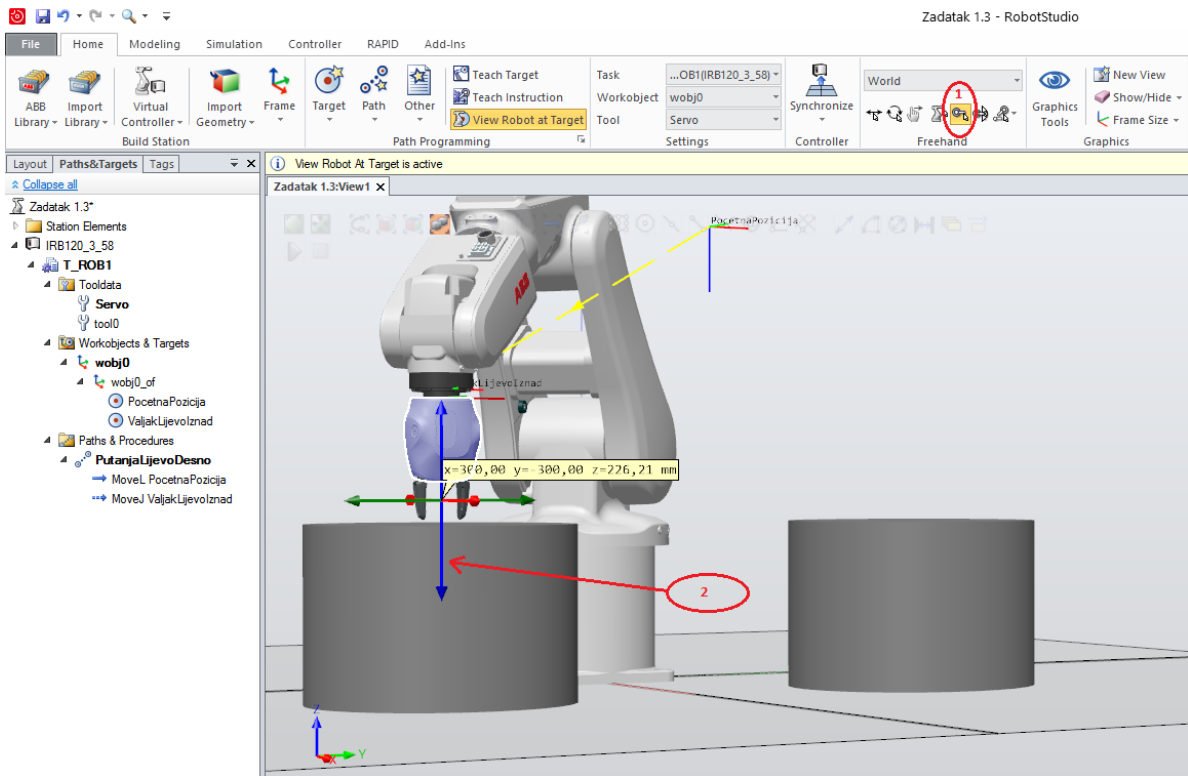 Zadatak 1.3 - RobotStudio
File Home Modeling Simulation Controller RAPID Add-Ins
ABB Library
Import Library
Virtual Controller
Import Geometry
Frame
Build Station
Target
Path
Other
Teach Target
Teach Instruction
View Robot at Target
Path Programming
Task ...OB1(IRB120_3_58)
Workobject wobj0
Tool Servo
Settings
Synchronize
Controller
World
1
Freehand
Graphics Tools
New View
Show/Hide
Frame Size
Graphics
Layout Paths&Targets Tags
Collapse all
Zadatak 1.3*
Station Elements
IRB120_3_58
T_ROB1
Tooldata
Servo
tool0
Workobjects & Targets
wobj0
wobj0_of
PocetnaPozicija
ValjakLijevoIznad
Paths & Procedures
PutanjaLijevoDesno
MoveL PocetnaPozicija
MoveJ ValjakLijevoIznad
View Robot At Target is active
Zadatak 1.3:View1
PocetnaPozicija
ABB
kLijevoIznad
x=300,00 y=-300,00 z=226,21 mm
2
Z
X
Y